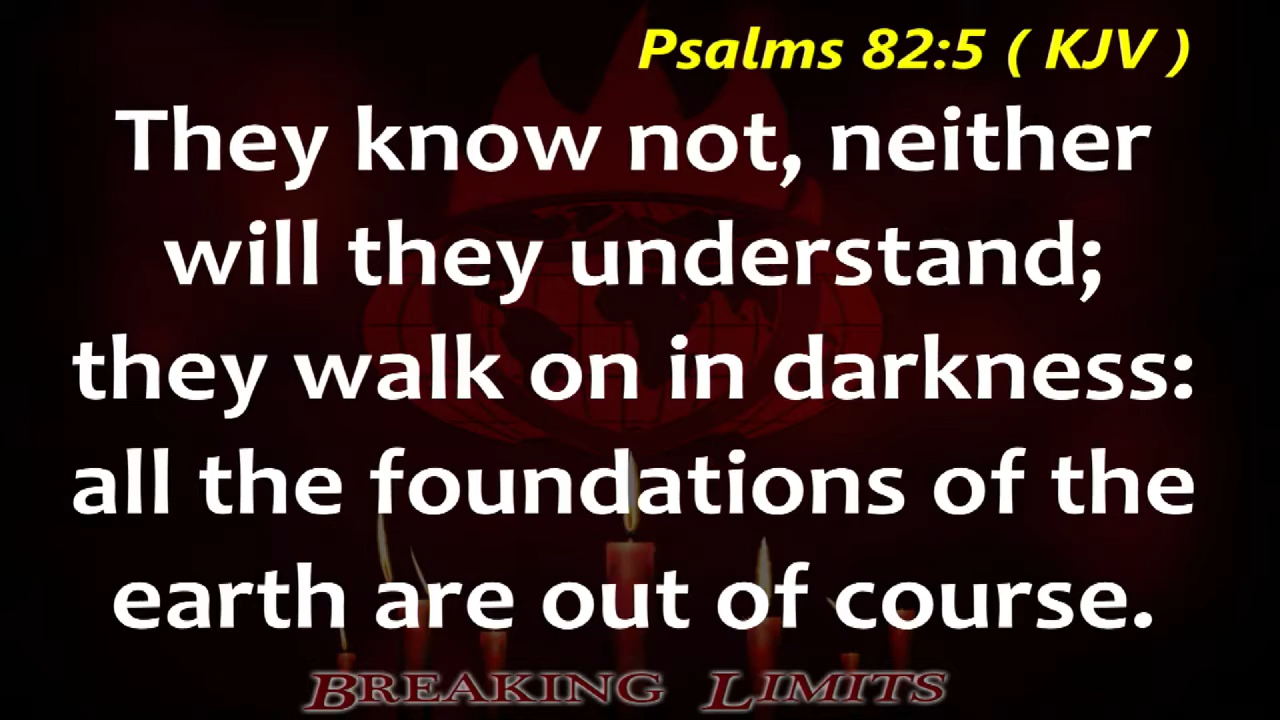 Psalms 82:5 ( KJV )
They know not, neither
will they understand;
they walk on in darkness:
all the foundations of the
earth are out of course.
BREAKING LIMITS